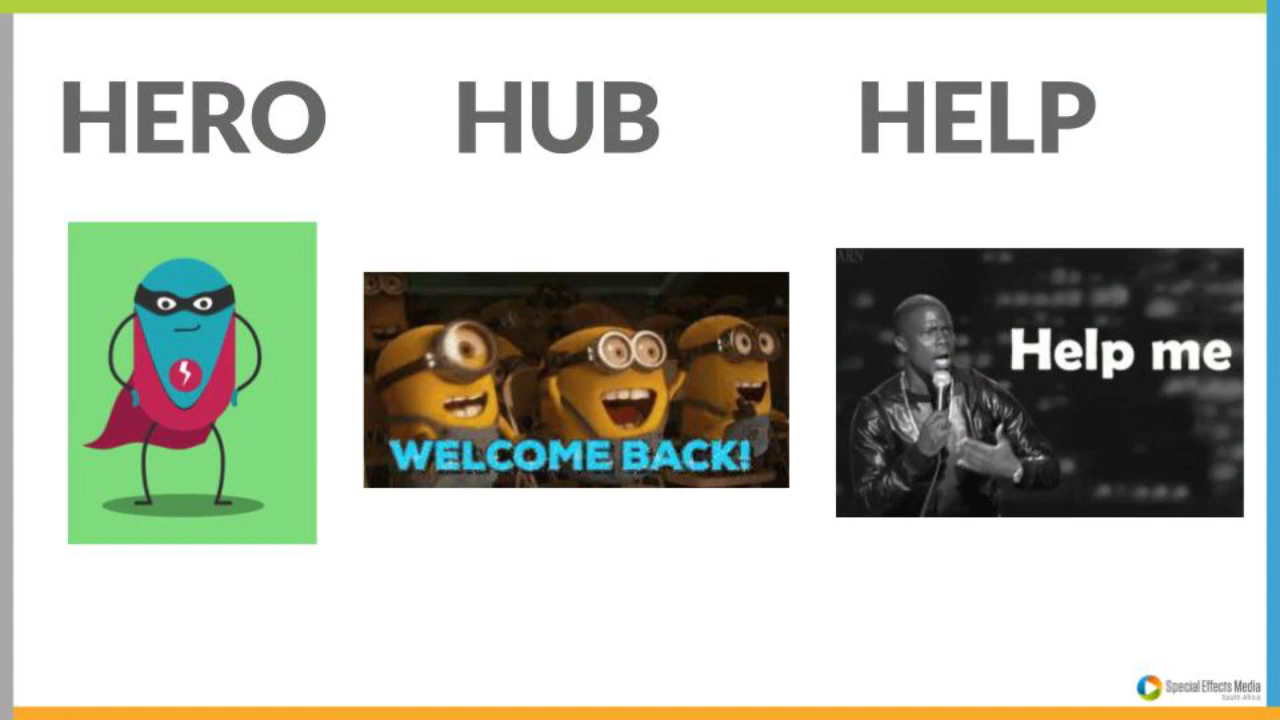 HERO HUB HELP
WELCOME BACK!
Help me
Special Effects Media
South Africa